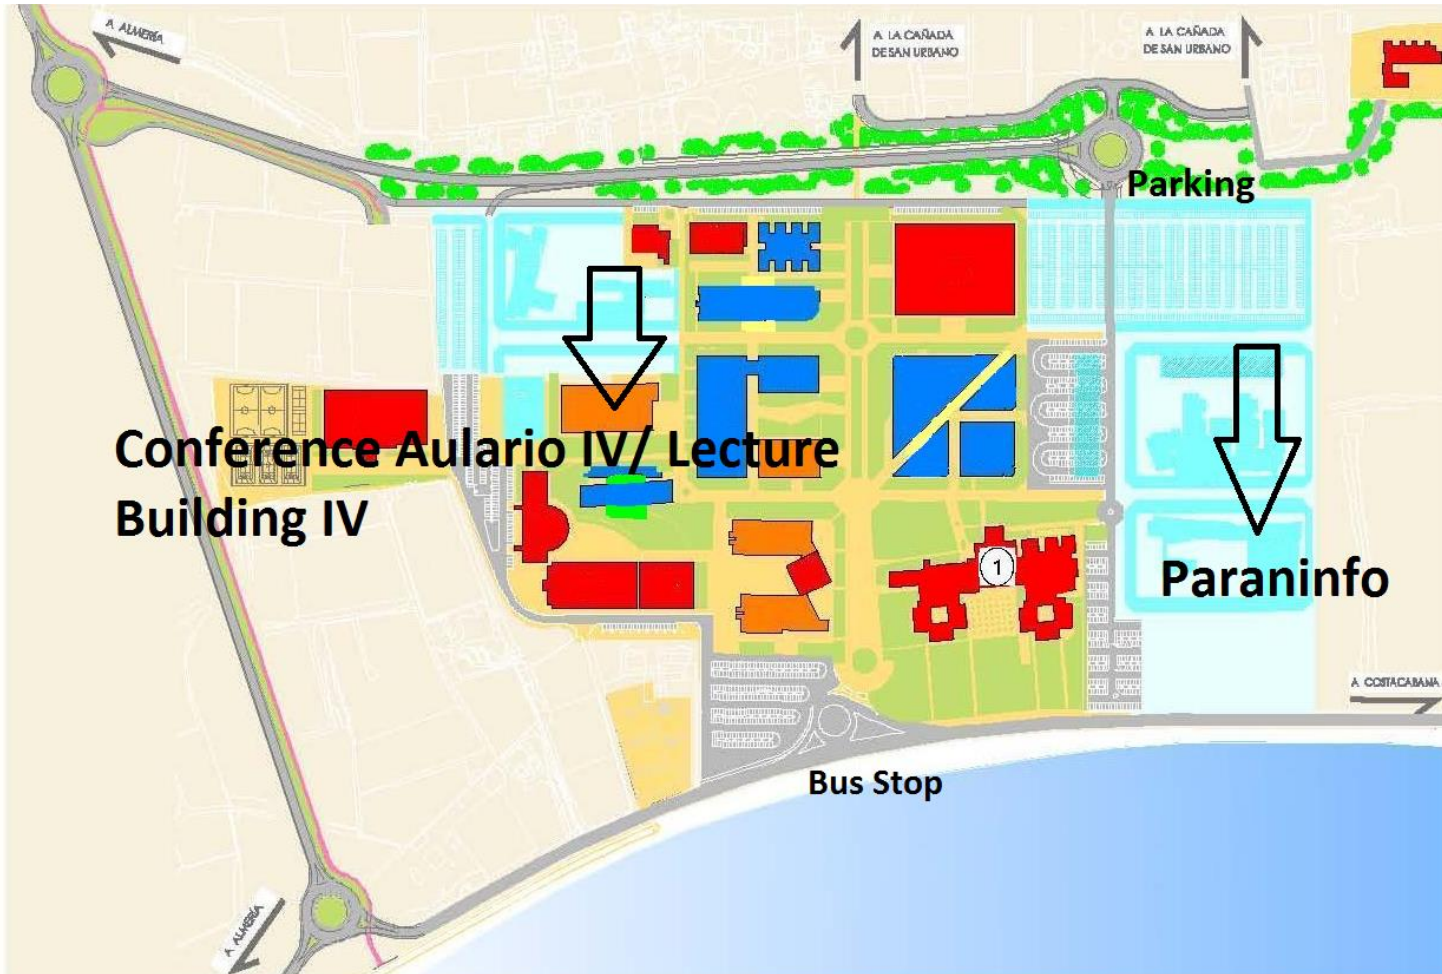 A ALMERÍA
A LA CAÑADA
DE SAN URBANO
A LA CAÑADA
DE SAN URBANO
Parking
Conference Aulario IV/ Lecture
Building IV
1
Paraninfo
A COSTACABANA
Bus Stop
A ALMERÍA